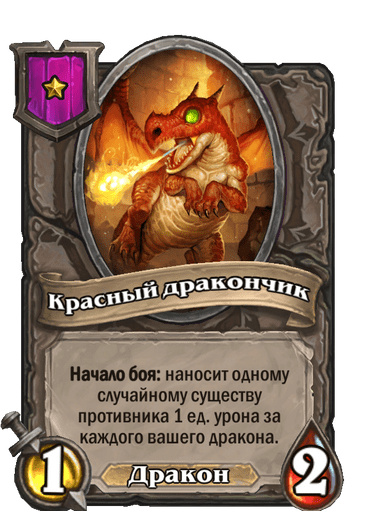 Красный дракончик
Начало боя: наносит одному
случайному существу
противника 1 ед. урона за
каждого вашего дракона.
1
Дракон
2